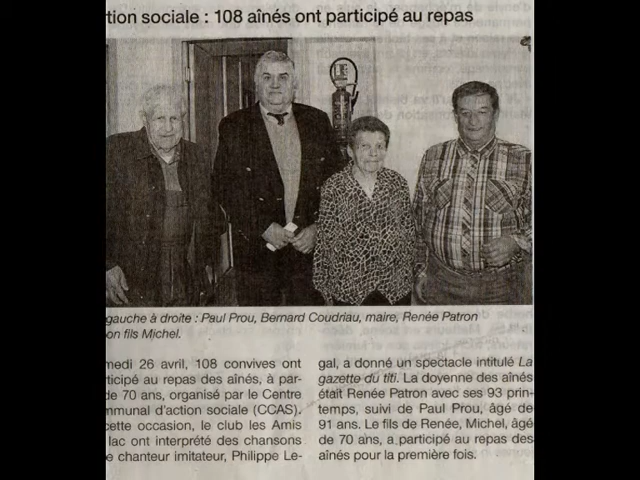 tion sociale : 108 aînés ont participé au repas
gauche à droite : Paul Prou, Bernard Coudriau, maire, Renée Patron
on fils Michel.
medi 26 avril, 108 convives ont
ticipé au repas des aînés, à par-
de 70 ans, organisé par le Centre
mmunal d'action sociale (CCAS).
cette occasion, le club les Amis
lac ont interprété des chansons
e chanteur imitateur, Philippe Le-
gal, a donné un spectacle intitulé La
gazette du titi. La doyenne des aînés
était Renée Patron avec ses 93 prin-
temps, suivi de Paul Prou, âgé de
91 ans. Le fils de Renée, Michel, âgé
de 70 ans, a participé au repas des
aînés pour la première fois.